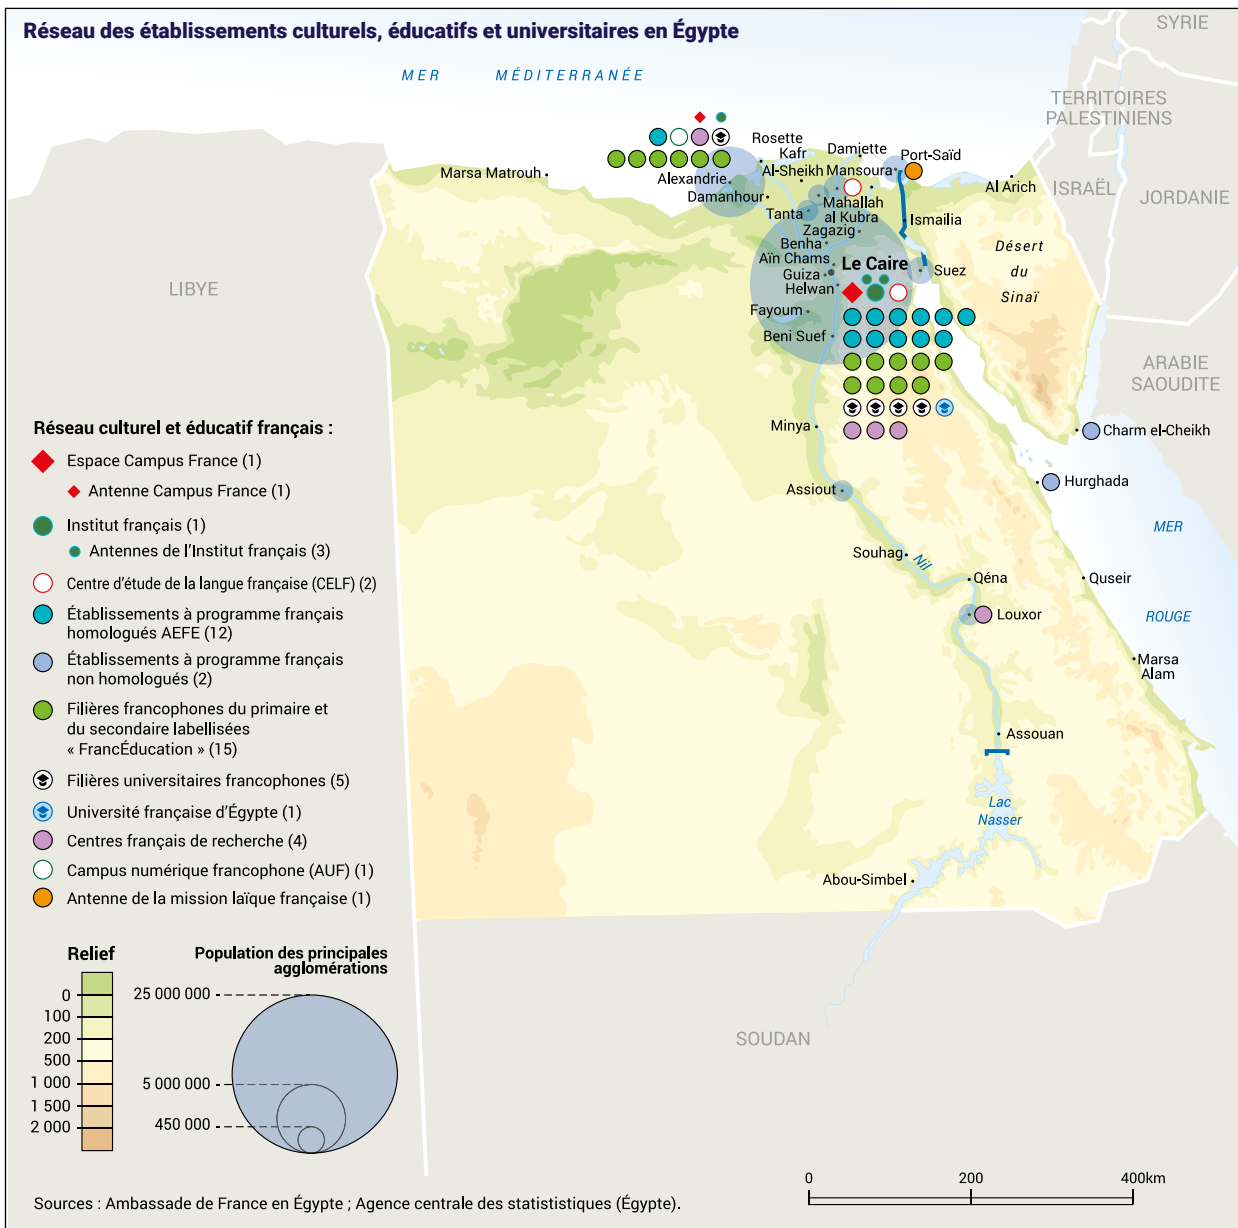 Réseau des établissements culturels, éducatifs et universitaires en Égypte
SYRIE
MER MÉDITERRANÉE
TERRITOIRES
PALESTINIENS
Rosette
Kafr
Al-Sheikh
Damiette
Port-Saïd
Marsa Matrouh
Alexandrie
Mansoura
Damanhour
Al Arich
ISRAËL
JORDANIE
Tanta
Mahallah
al Kubra
Ismailia
Zagazig
Benha
Désert
du
Sinaï
Aïn Chams
Le Caire
Guiza
Suez
Helwan
LIBYE
Fayoum
Beni Suef
ARABIE
SAOUDITE
Minya
Charm el-Cheikh
Assiout
Hurghada
MER
ROUGE
Souhag
Nil
Qéna
Quseir
Louxor
Marsa
Alam
Assouan
Lac
Nasser
Abou-Simbel
SOUDAN
Réseau culturel et éducatif français :
Espace Campus France (1)
Antenne Campus France (1)
Institut français (1)
Antennes de l'Institut français (3)
Centre d'étude de la langue française (CELF) (2)
Établissements à programme français
homologués AEFE (12)
Établissements à programme français
non homologués (2)
Filières francophones du primaire et
du secondaire labellisées
« FrancÉducation » (15)
Filières universitaires francophones (5)
Université française d'Égypte (1)
Centres français de recherche (4)
Campus numérique francophone (AUF) (1)
Antenne de la mission laïque française (1)
Relief
0
100
200
500
1 000
1 500
2 000
Population des principales
agglomérations
25 000 000
5 000 000
450 000
0 200 400km
Sources : Ambassade de France en Égypte ; Agence centrale des statististiques (Égypte).